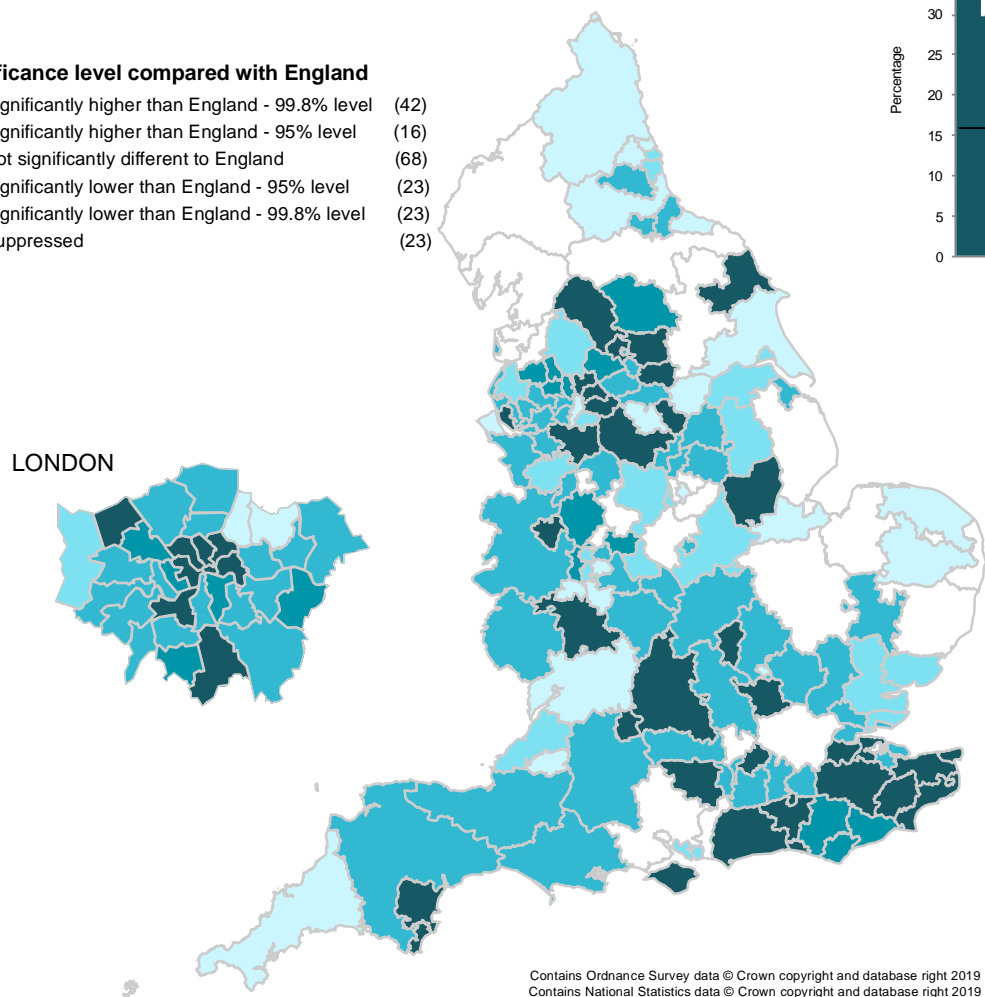 ficance level compared with England
gnificantly higher than England - 99.8% level (42)
gnificantly higher than England - 95% level (16)
ot significantly different to England (68)
gnificantly lower than England - 95% level (23)
gnificantly lower than England - 99.8% level (23)
uppressed (23)
Percentage
30
25
20
15
10
5
0
LONDON
Contains Ordnance Survey data © Crown copyright and database right 2019
Contains National Statistics data © Crown copyright and database right 2019